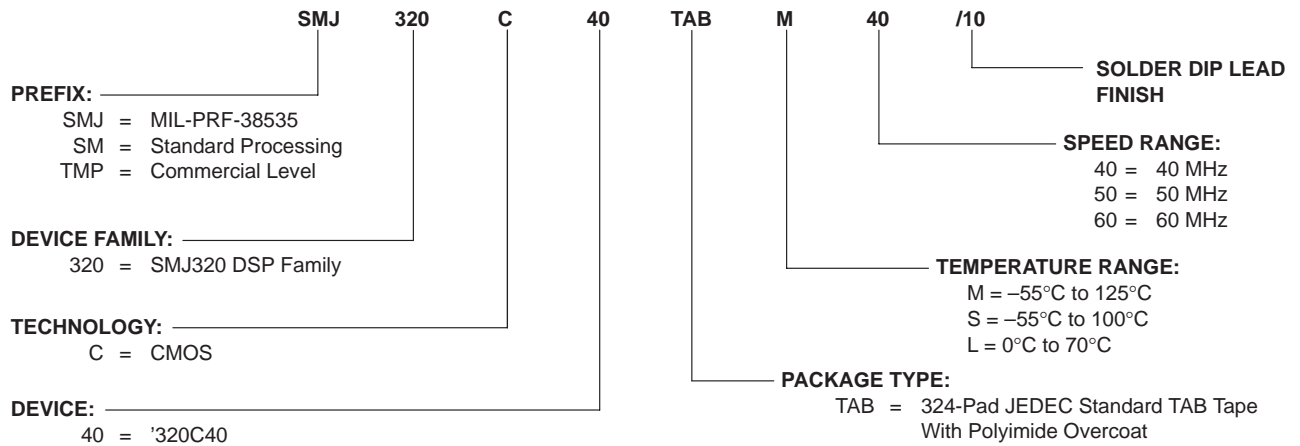 SMJ 320 C 40 TAB M 40 /10
PREFIX:
SMJ = MIL-PRF-38535
SM = Standard Processing
TMP = Commercial Level
DEVICE FAMILY:
320 = SMJ320 DSP Family
TECHNOLOGY:
C = CMOS
DEVICE:
40 = '320C40
SOLDER DIP LEAD
FINISH
SPEED RANGE:
40 = 40 MHz
50 = 50 MHz
60 = 60 MHz
TEMPERATURE RANGE:
M = –55°C to 125°C
S = –55°C to 100°C
L = 0°C to 70°C
PACKAGE TYPE:
TAB = 324-Pad JEDEC Standard TAB Tape
With Polyimide Overcoat